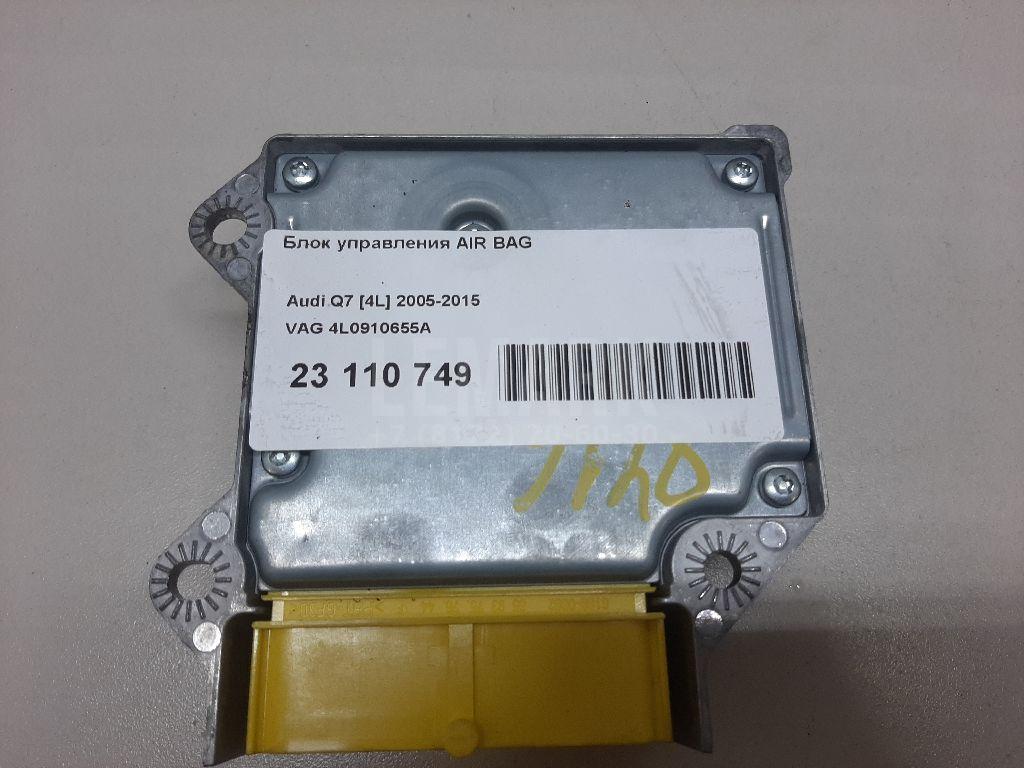 Блок управления AIR BAG
Audi Q7 [4L] 2005-2015
VAG 4L0910655A
23 110 749